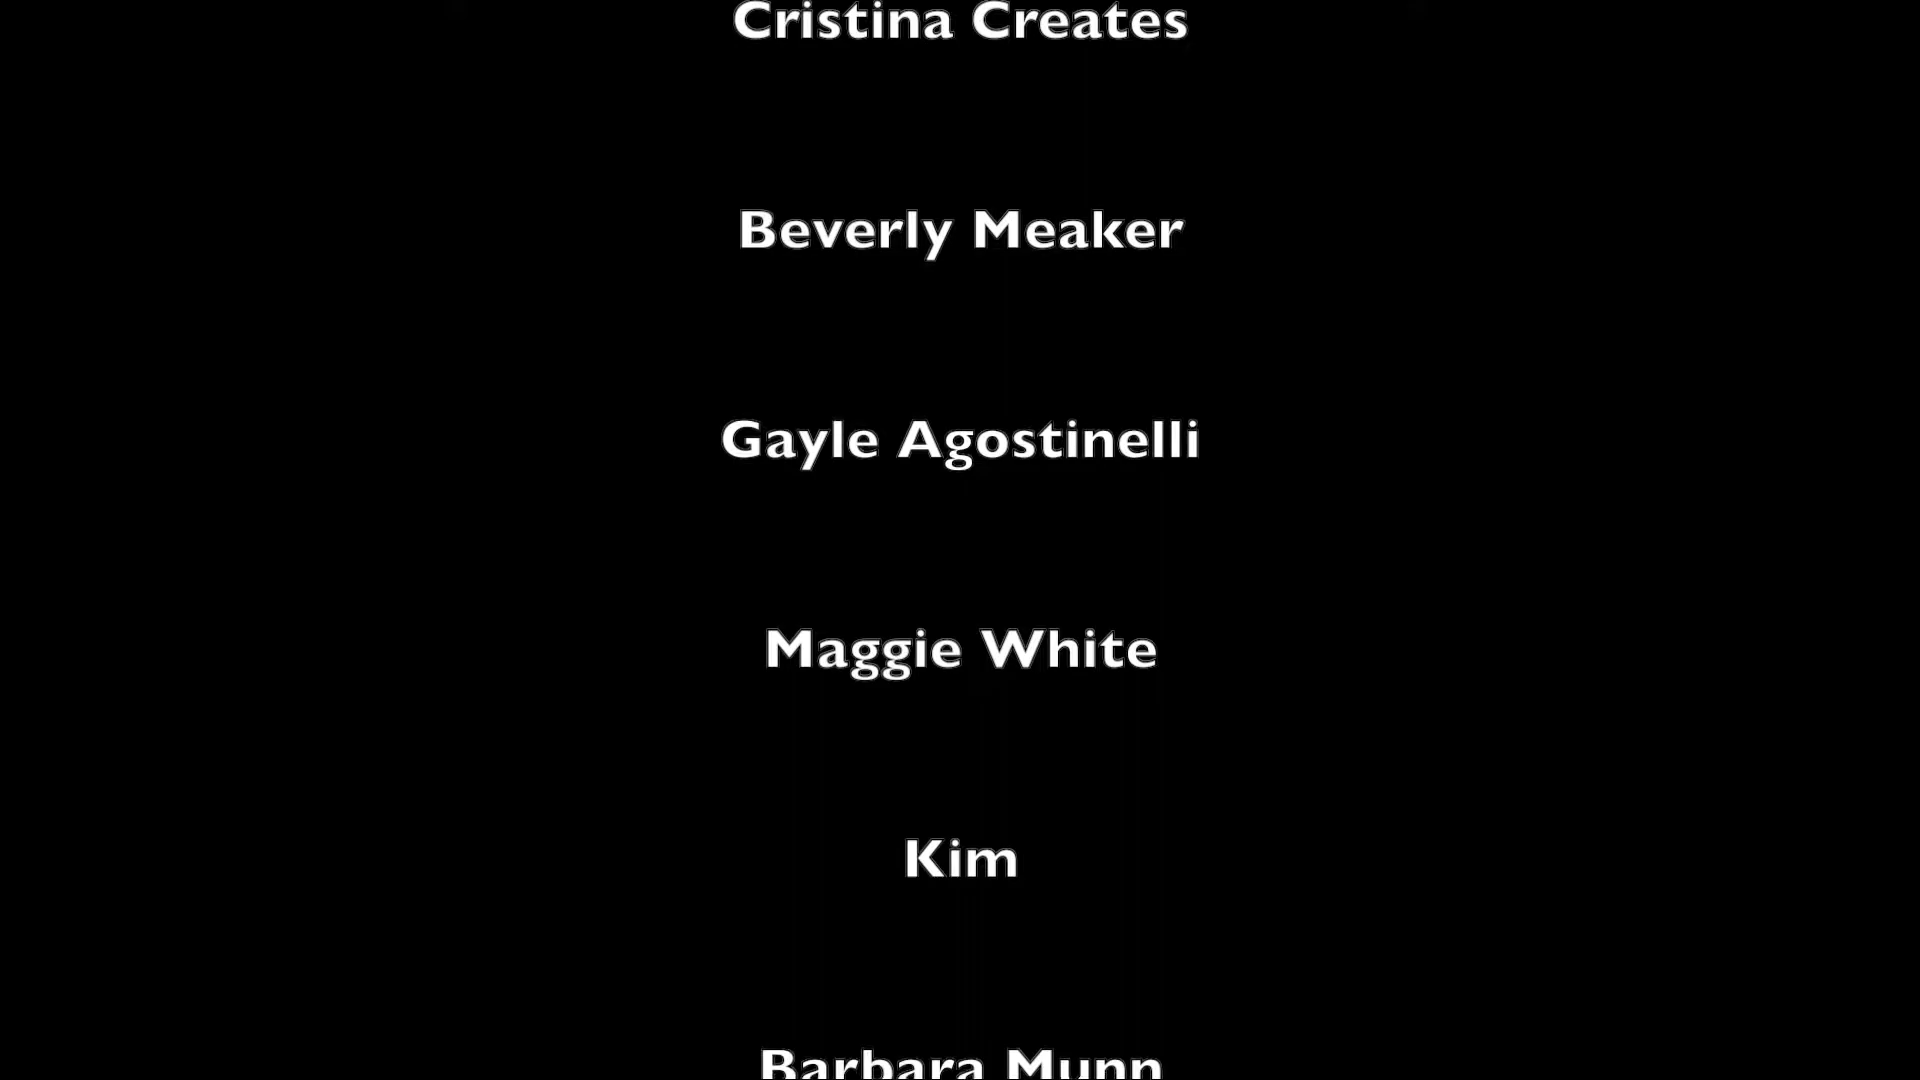 Cristina Creates
Beverly Meaker
Gayle Agostinelli
Maggie White
Kim
Barbara Munn